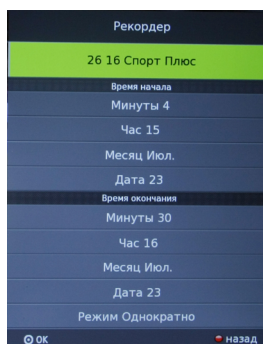 Рекордер
26 16 Спорт Плюс
Время начала
Минуты 4
Час 15
Месяц Июл.
Дата 23
Время окончания
Минуты 30
Час 16
Месяц Июл.
Дата 23
Режим Однократно
ОК назад